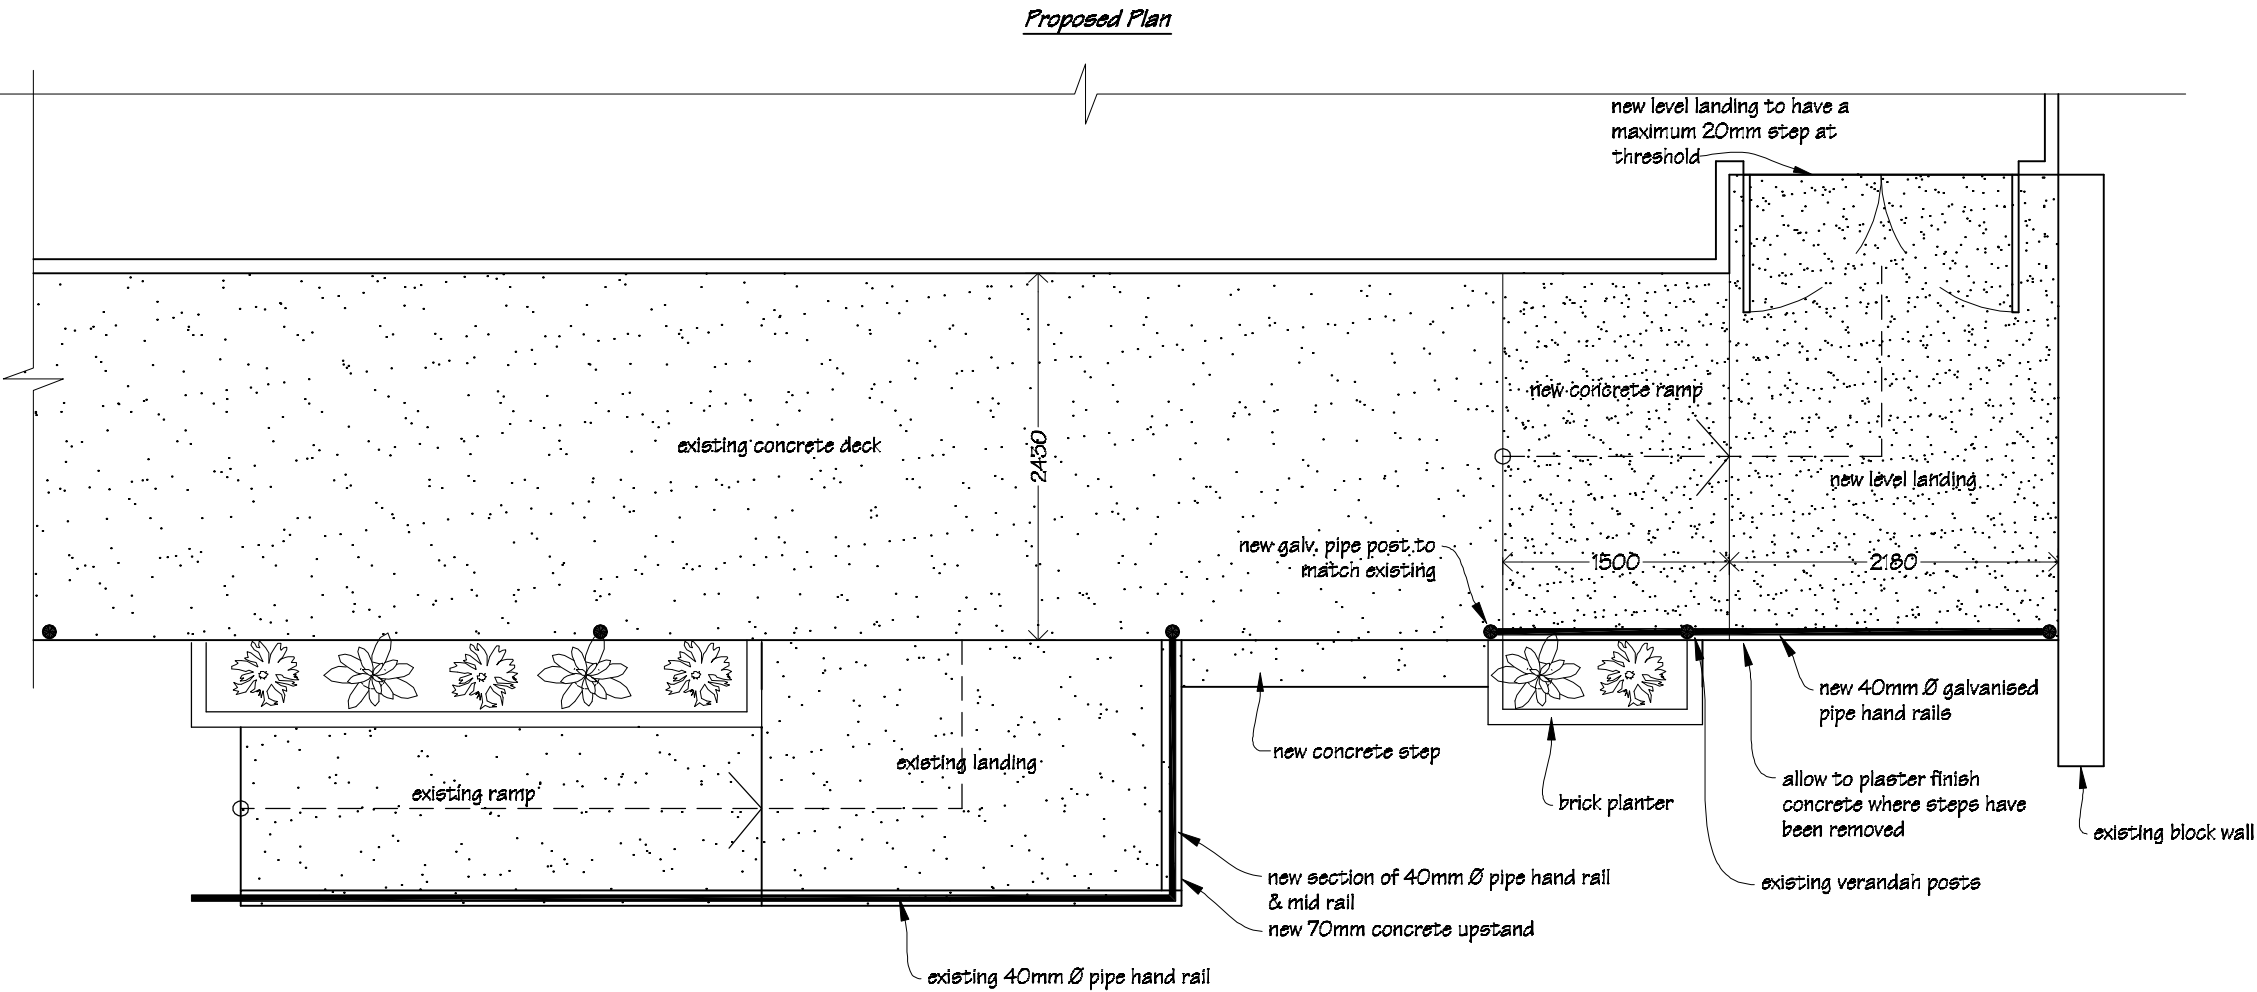 Proposed Plan
new level landing to have a
maximum 20mm step at
threshold
new concrete ramp
existing concrete deck
2430
new level landing
new galv. pipe post to
match existing
1500
2180
new 40mm Ø galvanised
pipe hand rails
new concrete step
existing landing
existing ramp
brick planter
allow to plaster finish
concrete where steps have
been removed
existing block wall
new section of 40mm Ø pipe hand rail
& mid rail
existing verandah posts
new 70mm concrete upstand
existing 40mm Ø pipe hand rail